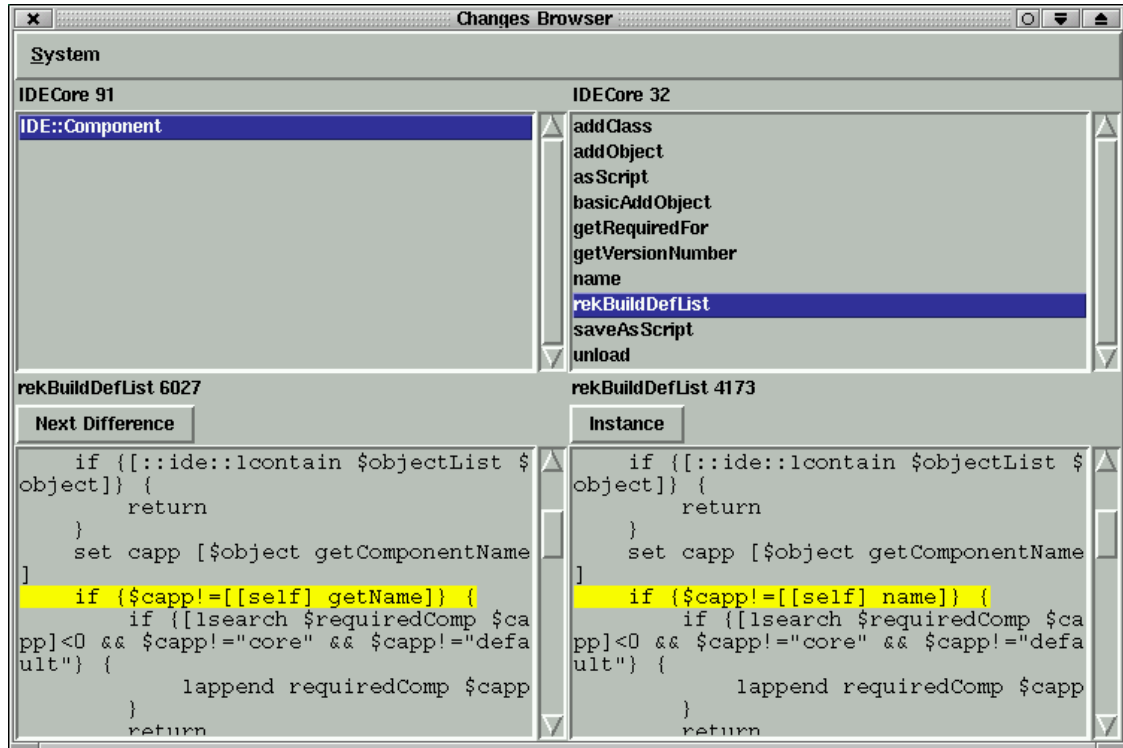 Changes Browser
System
IDECore 91
IDECore 32
IDE::Component
addClass
addObject
asScript
basicAddObject
getRequiredFor
getVersionNumber
name
rekBuildDefList
saveAsScript
unload
rekBuildDefList 6027
rekBuildDefList 4173
Next Difference
Instance
    if {[::ide::lcontain $objectList $
object]} {
        return
    }
    set capp [$object getComponentName
]
    if {$capp!=[[self] getName]} {
        if {[lsearch $requiredComp $ca
pp]<0 && $capp!="core" && $capp!="defa
ult"} {
            lappend requiredComp $capp
        }
        return
    if {[::ide::lcontain $objectList $
object]} {
        return
    }
    set capp [$object getComponentName
]
    if {$capp!=[[self] name]} {
        if {[lsearch $requiredComp $ca
pp]<0 && $capp!="core" && $capp!="defa
ult"} {
            lappend requiredComp $capp
        }
        return